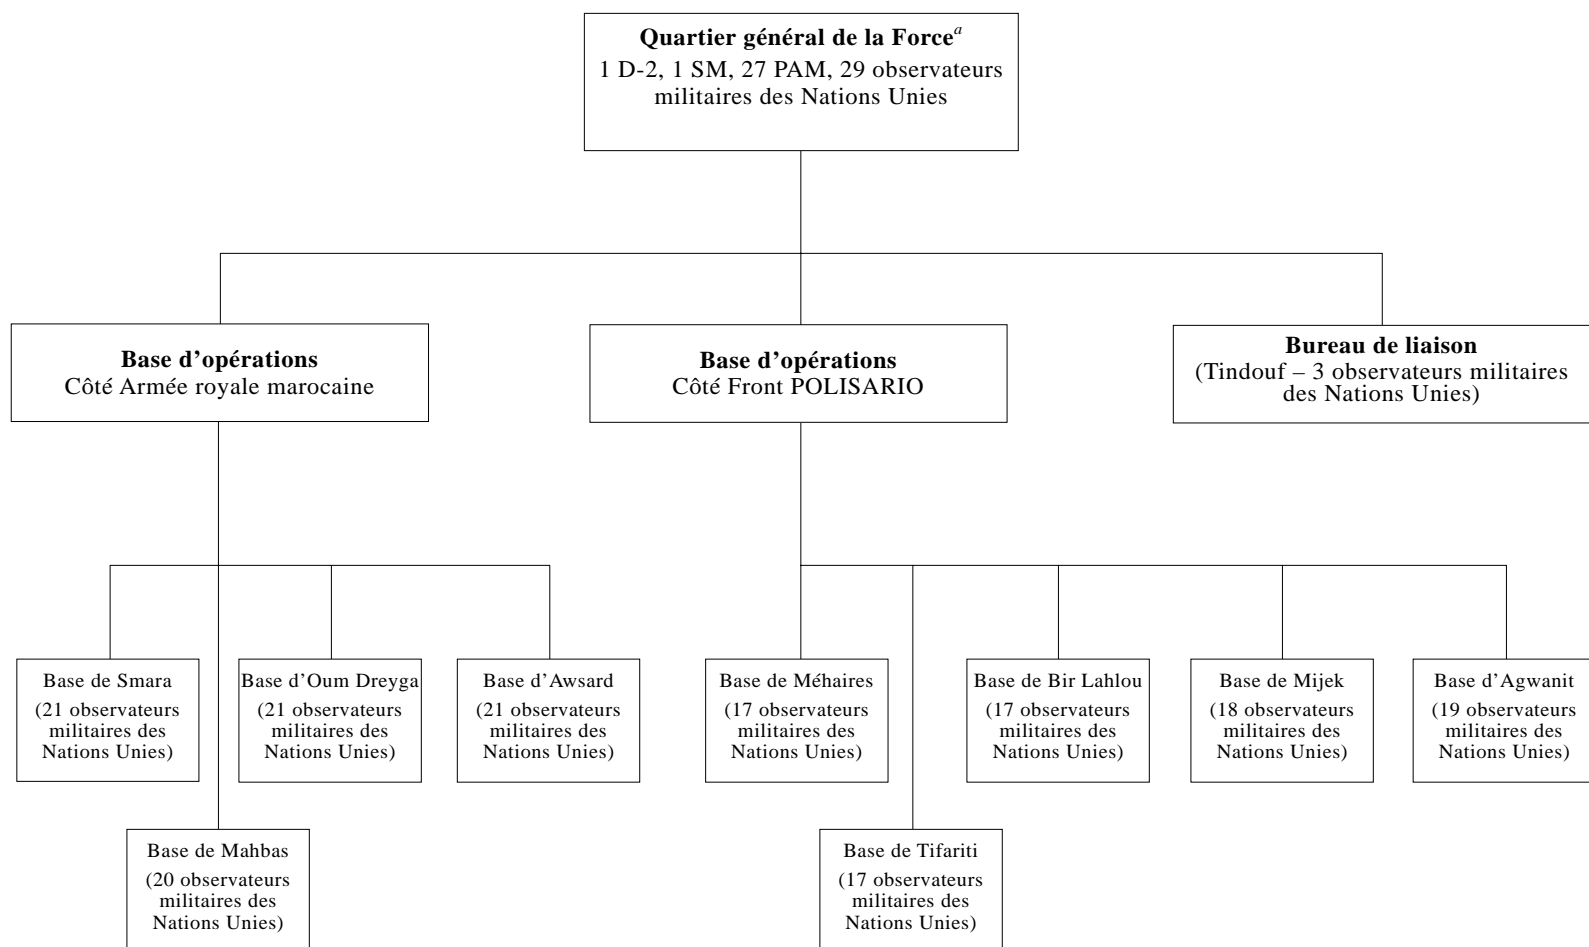 Quartier général de la Force^a
1 D-2, 1 SM, 27 PAM, 29 observateurs
militaires des Nations Unies
Base d’opérations
Côté Armée royale marocaine
Base d’opérations
Côté Front POLISARIO
Bureau de liaison
(Tindouf – 3 observateurs militaires
des Nations Unies)
Base de Smara
(21 observateurs
militaires des
Nations Unies)
Base d’Oum Dreyga
(21 observateurs
militaires des
Nations Unies)
Base d’Awsard
(21 observateurs
militaires des
Nations Unies)
Base de Méhaires
(17 observateurs
militaires des
Nations Unies)
Base de Bir Lahlou
(17 observateurs
militaires des
Nations Unies)
Base de Mijek
(18 observateurs
militaires des
Nations Unies)
Base d’Agwanit
(19 observateurs
militaires des
Nations Unies)
Base de Mahbas
(20 observateurs
militaires des
Nations Unies)
Base de Tifariti
(17 observateurs
militaires des
Nations Unies)